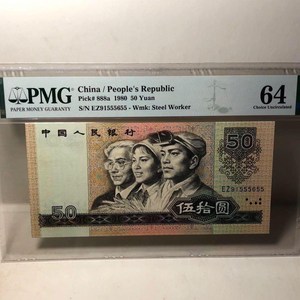 PMG
PAPER MONEY GUARANTY
China / People's Republic
Pick# 888a 1980 50 Yuan
S/N EZ91555655 - Wmk: Steel Worker
64
Choice Uncirculated
中国人民银行
50
EZ91555655
50
伍拾圆